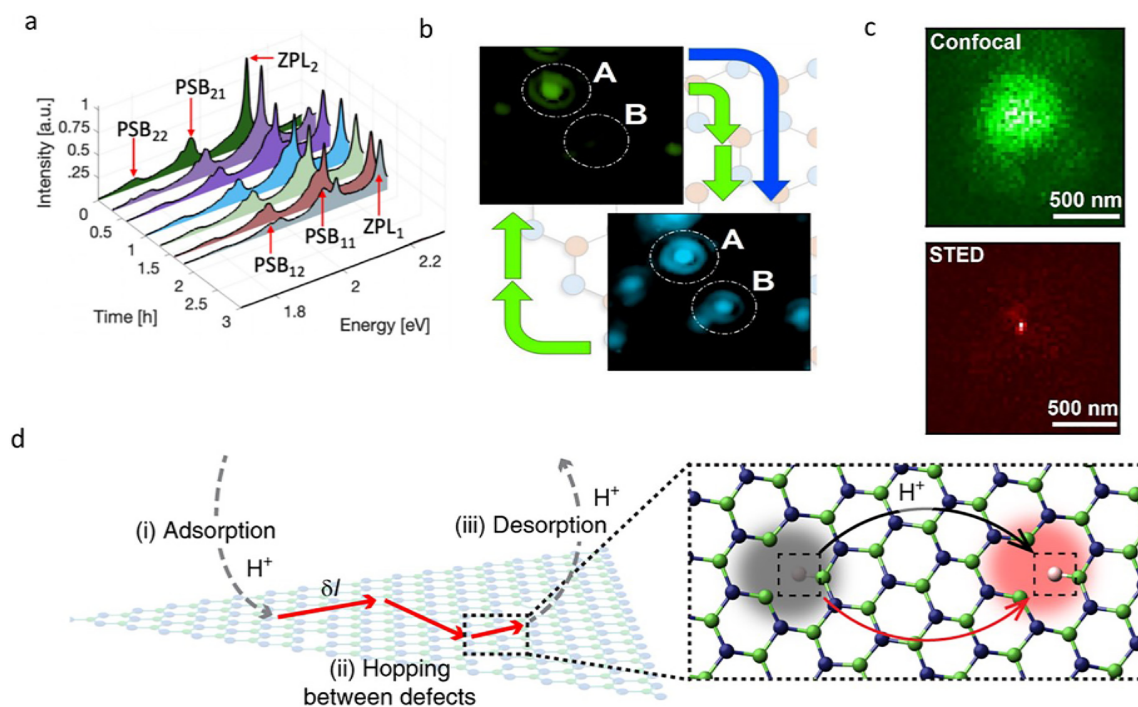 a
ZPL₂
PSB₂₁
PSB₂₂
Intensity [a.u.]
1
0.75
0.5
.25
0
0
0.5
1
1.5
2
2.5
3
Time [h]
PSB₁₂
PSB₁₁
ZPL₁
1.8
2
2.2
Energy [eV]
b
A
B
A
B
c
Confocal
500 nm
STED
500 nm
d
(i) Adsorption
H⁺
δl
(ii) Hopping
between defects
(iii) Desorption
H⁺
H⁺